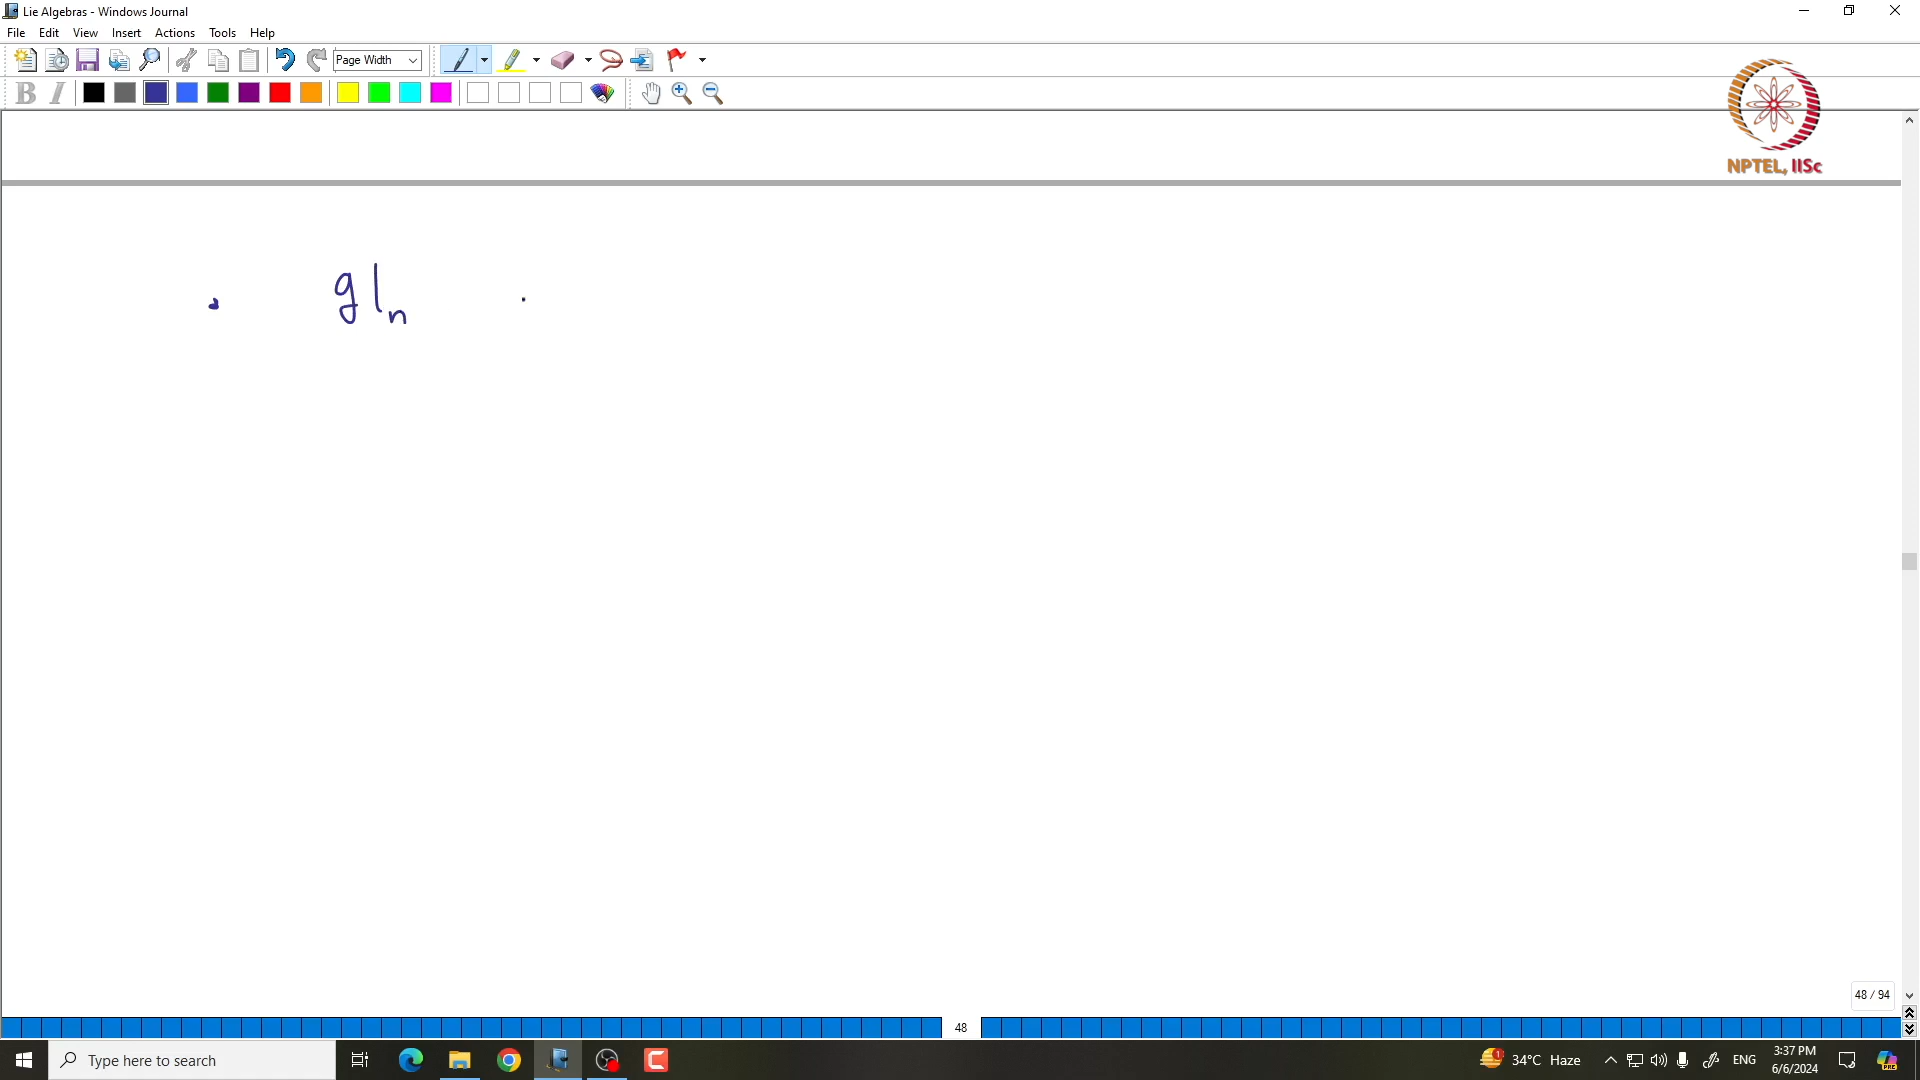 Lie Algebras - Windows Journal
File Edit View Insert Actions Tools Help
Page Width
B I
NPTEL, IISc
. gl_n
48 / 94
48
Type here to search
34°C Haze
ENG
3:37 PM
6/6/2024